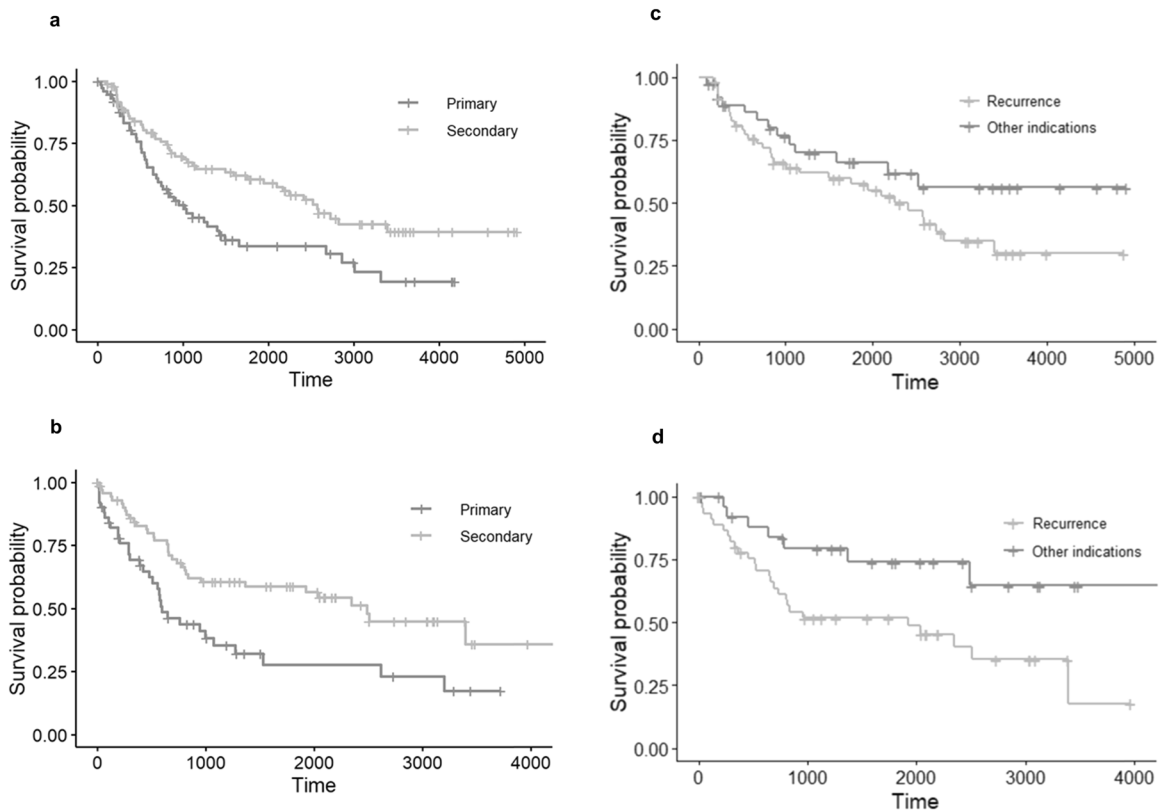 a
1.00
0.75
0.50
0.25
0.00
Survival probability
0 1000 2000 3000 4000 5000
Time
Primary
Secondary
c
1.00
0.75
0.50
0.25
0.00
Survival probability
0 1000 2000 3000 4000 5000
Time
Recurrence
Other indications
b
1.00
0.75
0.50
0.25
0.00
Survival probability
0 1000 2000 3000 4000
Time
Primary
Secondary
d
1.00
0.75
0.50
0.25
0.00
Survival probability
0 1000 2000 3000 4000
Time
Recurrence
Other indications